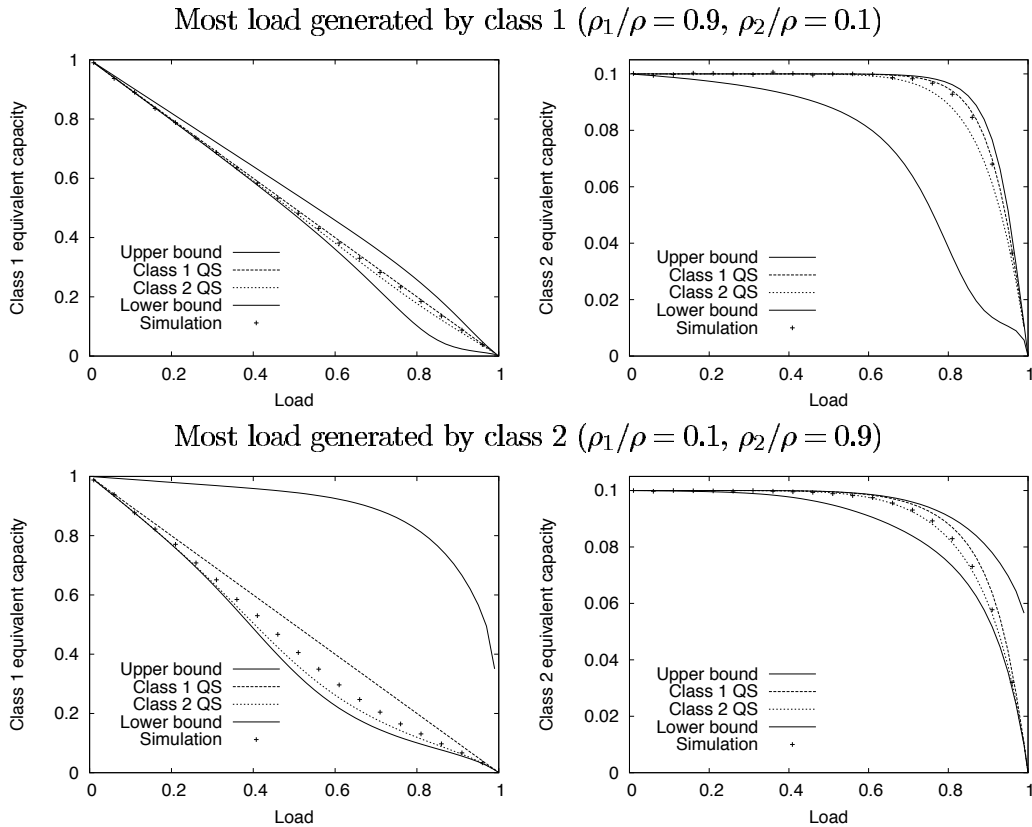 Most load generated by class 1 (ρ₁/ρ = 0.9, ρ₂/ρ = 0.1)
1
0.8
0.6
0.4
0.2
0
Class 1 equivalent capacity
Upper bound
Class 1 QS
Class 2 QS
Lower bound
Simulation
0 0.2 0.4 0.6 0.8 1
Load
0.1
0.08
0.06
0.04
0.02
0
Class 2 equivalent capacity
Upper bound
Class 1 QS
Class 2 QS
Lower bound
Simulation
0 0.2 0.4 0.6 0.8 1
Load
Most load generated by class 2 (ρ₁/ρ = 0.1, ρ₂/ρ = 0.9)
1
0.8
0.6
0.4
0.2
0
Class 1 equivalent capacity
Upper bound
Class 1 QS
Class 2 QS
Lower bound
Simulation
0 0.2 0.4 0.6 0.8 1
Load
0.1
0.08
0.06
0.04
0.02
0
Class 2 equivalent capacity
Upper bound
Class 1 QS
Class 2 QS
Lower bound
Simulation
0 0.2 0.4 0.6 0.8 1
Load